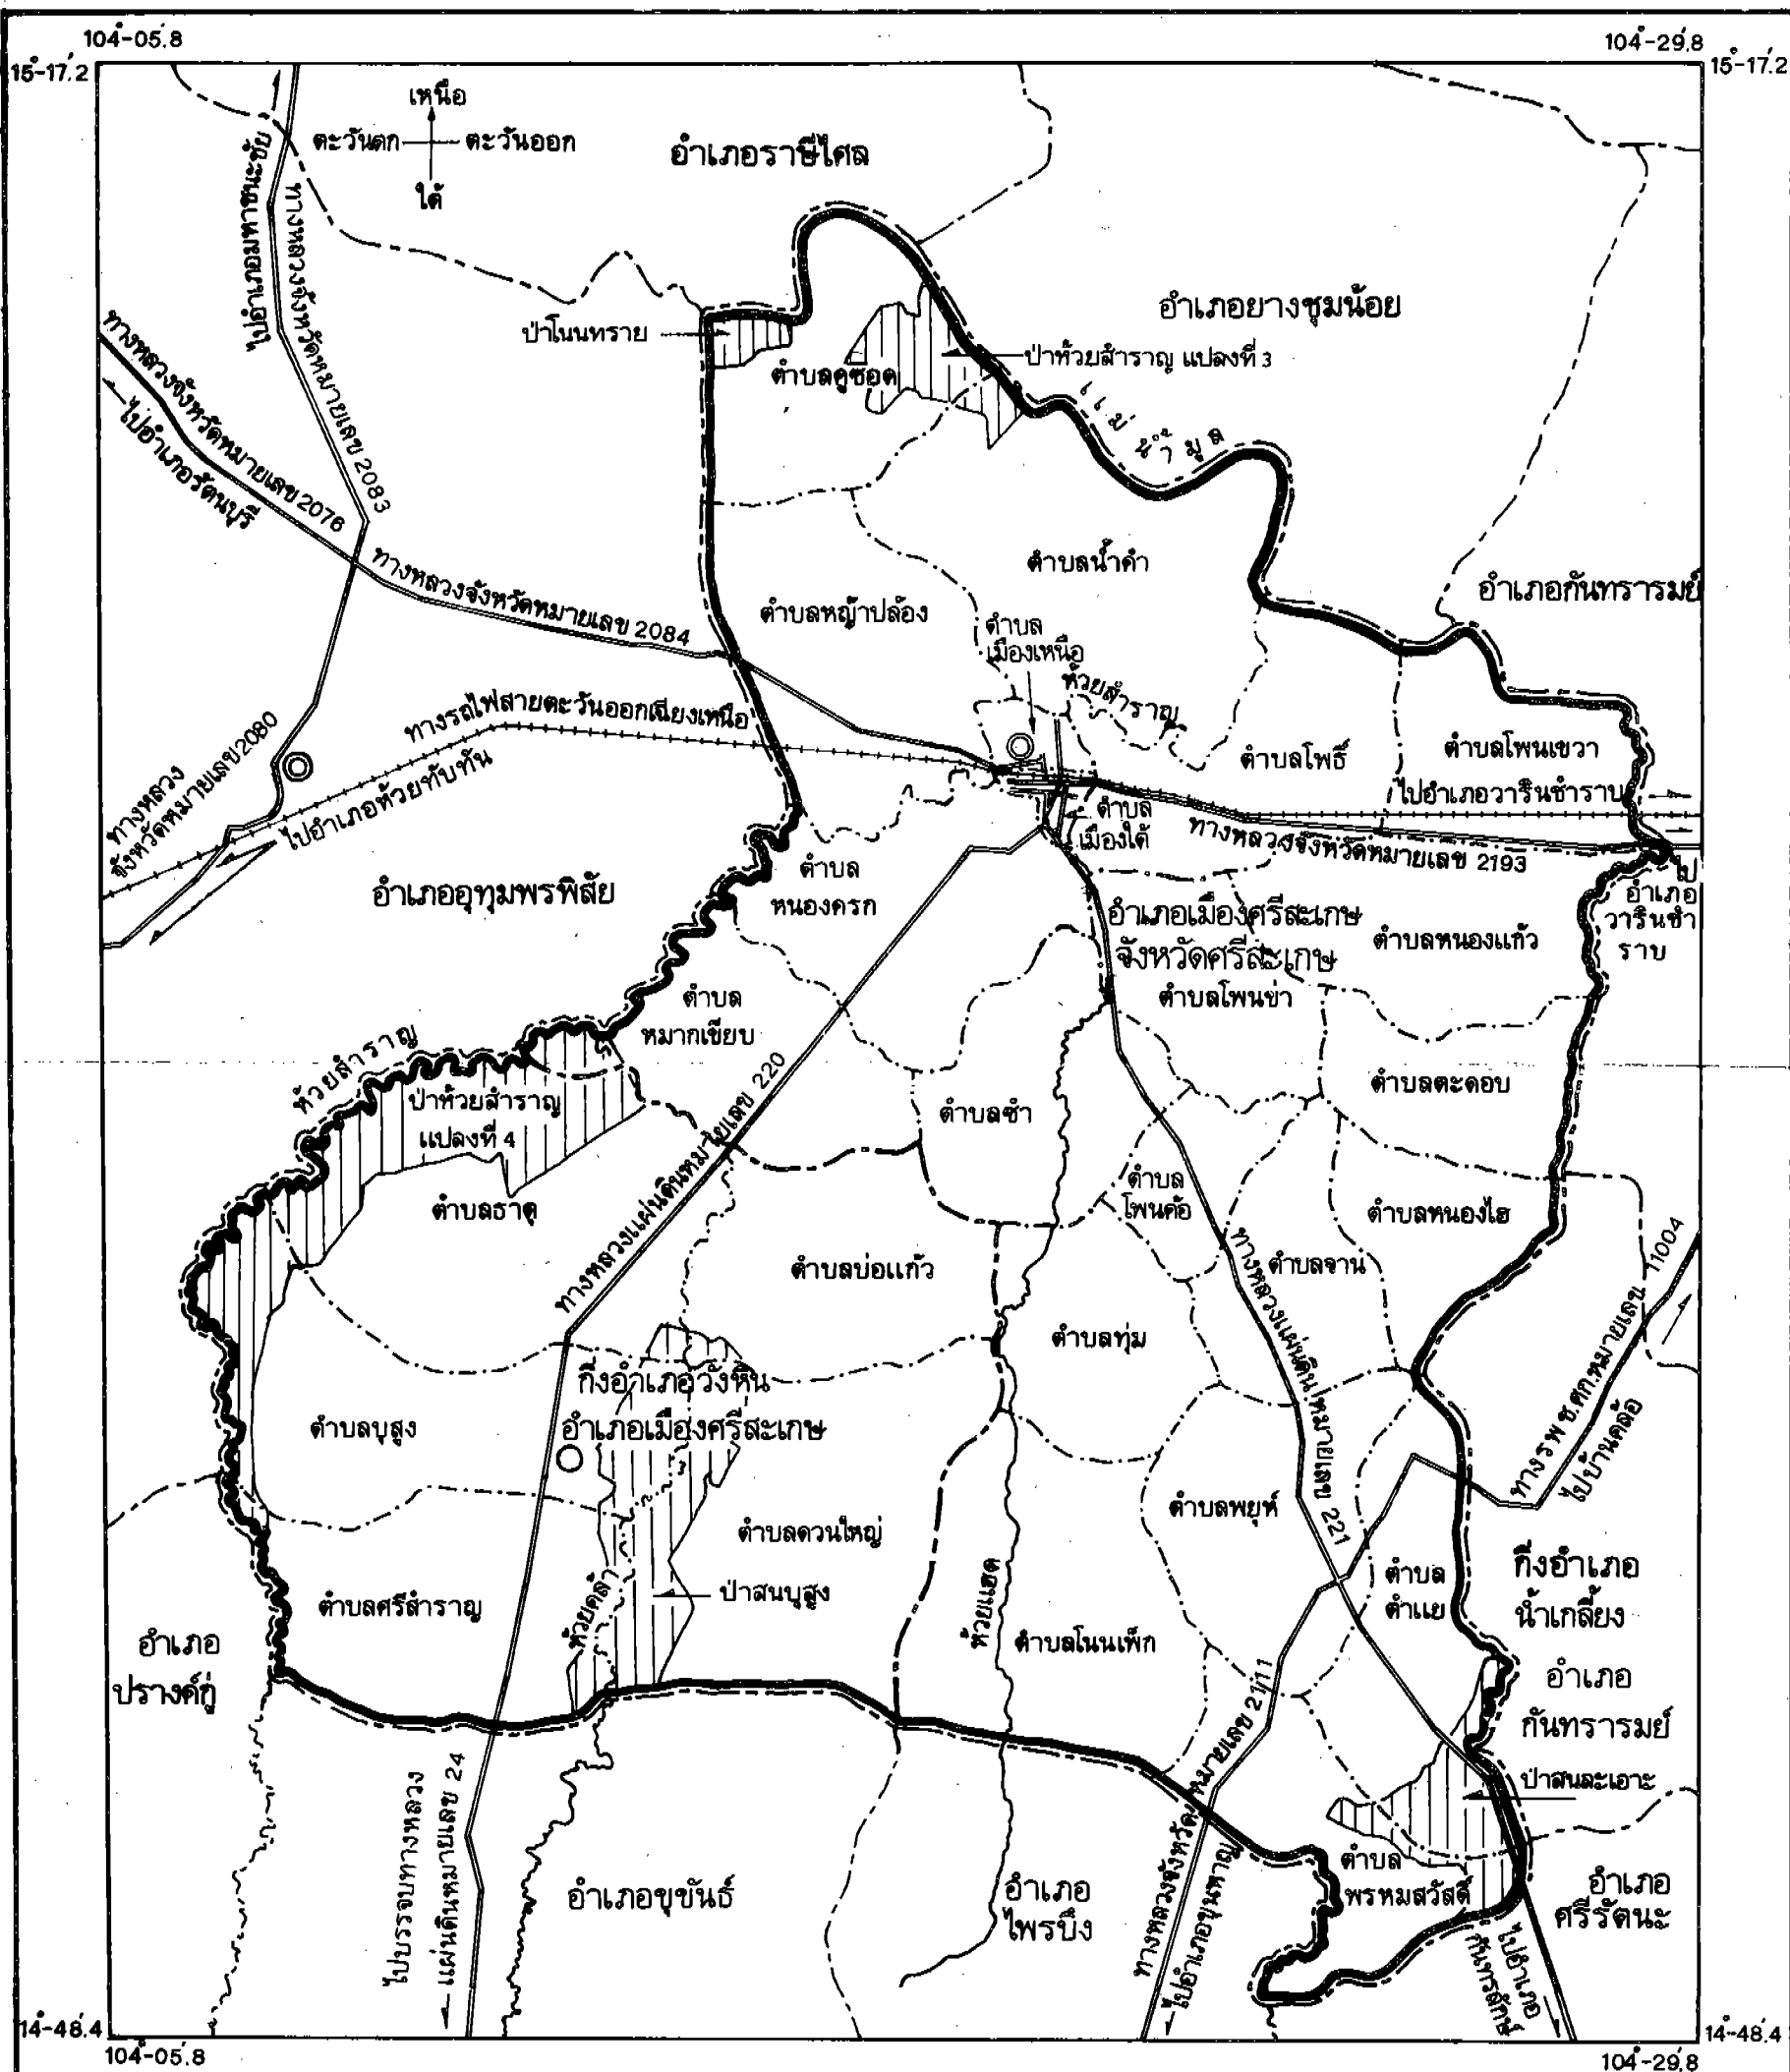 104°-05.'8
104°-29.'8
15°-17.'2
15°-17.'2
เหนือ
ตะวันตก
ตะวันออก
ใต้
อำเภอราษีไศล
ไปอำเภอมหาชนะชัย
ทางหลวงจังหวัดหมายเลข 2083
อำเภอยางชุมน้อย
ป่าโนนทราย
ป่าห้วยสำราญ แปลงที่ 3
ตำบลคูซอด
แม่น้ำมูล
ทางหลวงจังหวัดหมายเลข 2076
ไปอำเภอรัตนบุรี
ทางหลวงจังหวัดหมายเลข 2084
ตำบลน้ำคำ
อำเภอกันทรารมย์
ตำบลหญ้าปล้อง
ตำบล
เมืองเหนือ
ห้วยสำราญ
ทางรถไฟสายตะวันออกเฉียงเหนือ
ทางหลวง
จังหวัดหมายเลข 2080
ไปอำเภอห้วยทับทัน
ตำบลโพธิ์
ตำบลโพนเขวา
ไปอำเภอวารินชำราบ
ตำบล
เมืองใต้
ทางหลวงจังหวัดหมายเลข 2193
ไป
อำเภอ
วารินชำ
ราบ
อำเภออุทุมพรพิสัย
ตำบล
หนองครก
อำเภอเมืองศรีสะเกษ
จังหวัดศรีสะเกษ
ตำบลหนองแก้ว
ตำบลโพนข่า
ตำบล
หมากเขียบ
ห้วยสำราญ
ป่าห้วยสำราญ
แปลงที่ 4
ทางหลวงแผ่นดินหมายเลข 220
ตำบลซำ
ตำบลตะดอบ
ตำบลธาตุ
ตำบล
โพนค้อ
ตำบลหนองไฮ
ตำบลบ่อแก้ว
ตำบลจาน
ทางหลวงแผ่นดินหมายเลข 221
ทางรพช.ศก.หมายเลข 11004
ไปบ้านคล้อ
ตำบลทุ่ม
กิ่งอำเภอวังหิน
อำเภอเมืองศรีสะเกษ
ตำบลบุสูง
ตำบลพยุห์
ตำบลดวนใหญ่
ป่าสนบุสูง
ห้วยคล้า
ห้วยแฮด
ตำบลศรีสำราญ
ตำบลโนนเพ็ก
ตำบล
ตำแย
กิ่งอำเภอ
น้ำเกลี้ยง
อำเภอ
ปรางค์กู่
อำเภอ
กันทรารมย์
ป่าสนละเอาะ
ไปบรรจบทางหลวง
แผ่นดินหมายเลข 24
อำเภอขุขันธ์
อำเภอ
ไพรบึง
ทางหลวงจังหวัดหมายเลข 2111
ไปอำเภอขุนหาญ
ตำบล
พรหมสวัสดิ์
อำเภอ
ศรีรัตนะ
ไปอำเภอ
กันทรลักษ์
14°-48.'4
14°-48.'4
104°-05.'8
104°-29.'8